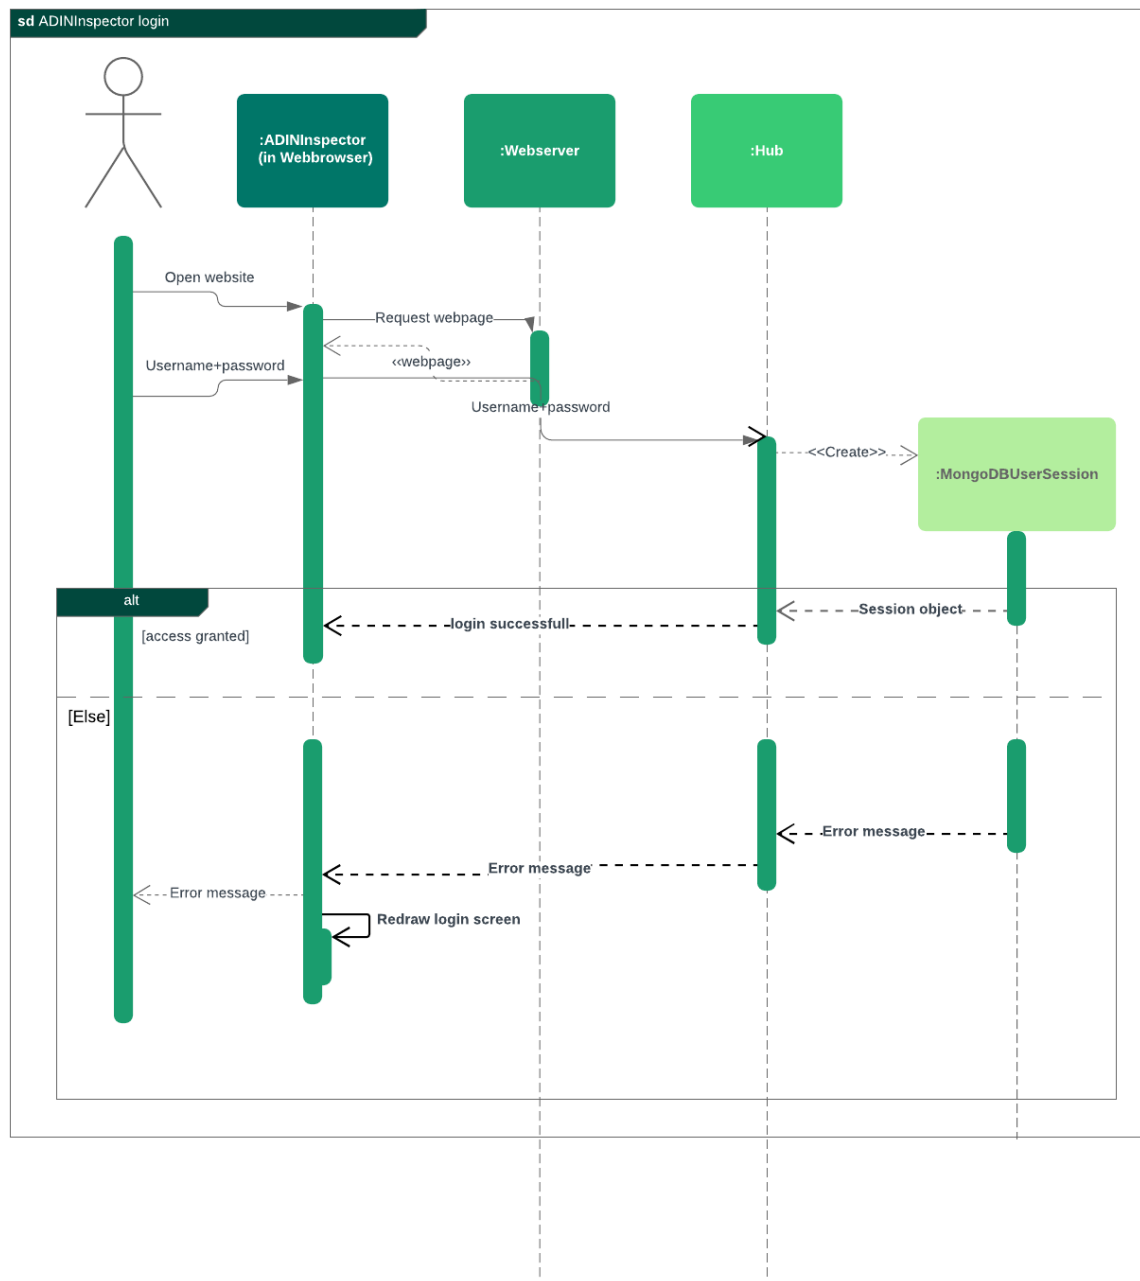 sd ADINInspector login
:ADINInspector
(in Webbrowser)
:Webserver
:Hub
Open website
Request webpage
‹‹webpage››
Username+password
Username+password
<<Create>>
:MongoDBUserSession
alt
Session object
login successfull
[access granted]
[Else]
Error message
Error message
Error message
Redraw login screen